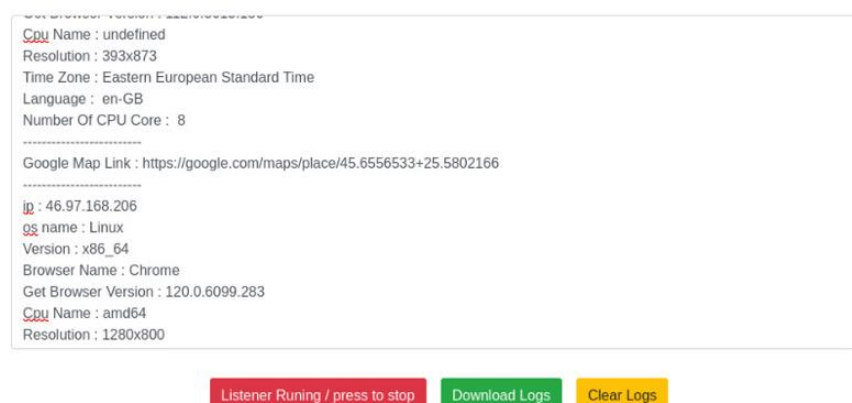 Cpu Name : undefined
Resolution : 393x873
Time Zone : Eastern European Standard Time
Language : en-GB
Number Of CPU Core : 8
-------------------------
Google Map Link : https://google.com/maps/place/45.6556533+25.5802166
-------------------------
ip : 46.97.168.206
os name : Linux
Version : x86_64
Browser Name : Chrome
Get Browser Version : 120.0.6099.283
Cpu Name : amd64
Resolution : 1280x800
Listener Runing / press to stop Download Logs Clear Logs